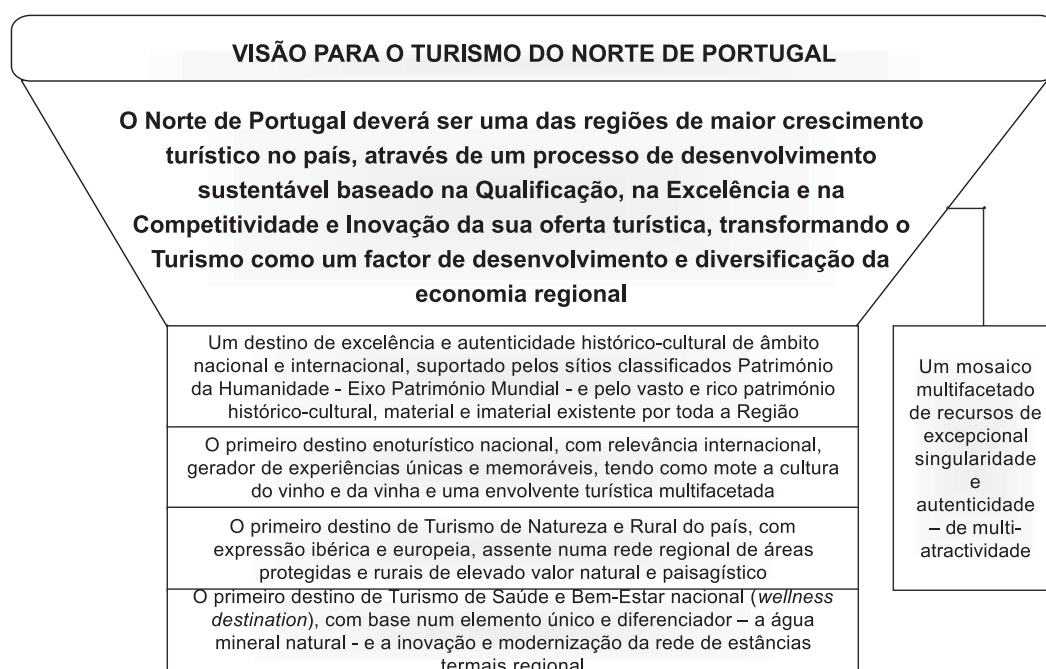 VISÃO PARA O TURISMO DO NORTE DE PORTUGAL
O Norte de Portugal deverá ser uma das regiões de maior crescimento
turístico no país, através de um processo de desenvolvimento
sustentável baseado na Qualificação, na Excelência e na
Competitividade e Inovação da sua oferta turística, transformando o
Turismo como um factor de desenvolvimento e diversificação da
economia regional
Um destino de excelência e autenticidade histórico-cultural de âmbito
nacional e internacional, suportado pelos sítios classificados Património
da Humanidade - Eixo Património Mundial - e pelo vasto e rico património
histórico-cultural, material e imaterial existente por toda a Região
O primeiro destino enoturístico nacional, com relevância internacional,
gerador de experiências únicas e memoráveis, tendo como mote a cultura
do vinho e da vinha e uma envolvente turística multifacetada
O primeiro destino de Turismo de Natureza e Rural do país, com
expressão ibérica e europeia, assente numa rede regional de áreas
protegidas e rurais de elevado valor natural e paisagístico
O primeiro destino de Turismo de Saúde e Bem-Estar nacional (wellness
destination), com base num elemento único e diferenciador – a água
mineral natural - e a inovação e modernização da rede de estâncias
termais regional
Um mosaico
multifacetado
de recursos de
excepcional
singularidade
e
autenticidade
– de multi-
atractividade